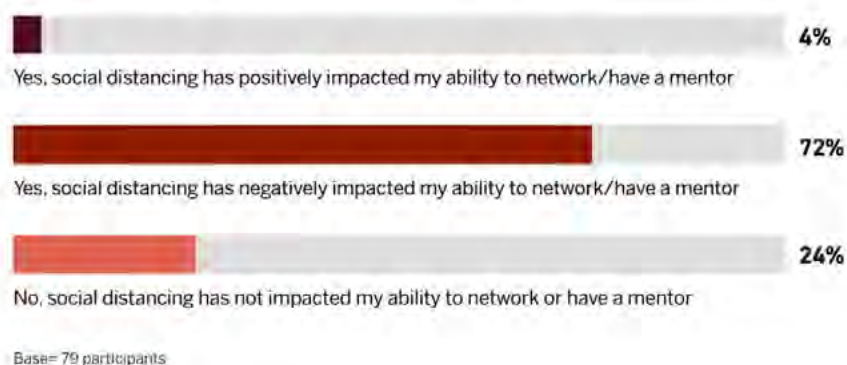 4%
Yes, social distancing has positively impacted my ability to network/have a mentor
72%
Yes, social distancing has negatively impacted my ability to network/have a mentor
24%
No, social distancing has not impacted my ability to network or have a mentor
Base= 79 participants